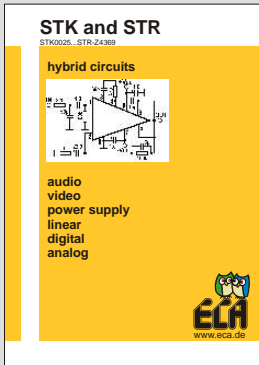 STK and STR
STK0025...STR-Z4369
hybrid circuits
audio
video
power supply
linear
digital
analog
ECA
www.eca.de